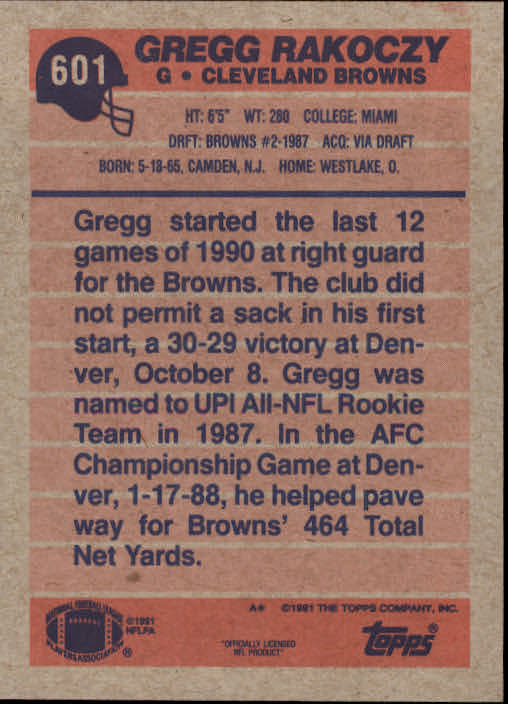 601
GREGG RAKOCZY
G • CLEVELAND BROWNS
HT: 6'5" WT: 280 COLLEGE: MIAMI
DRFT: BROWNS #2-1987 ACQ: VIA DRAFT
BORN: 5-18-65, CAMDEN, N.J. HOME: WESTLAKE, O.
Gregg started the last 12
games of 1990 at right guard
for the Browns. The club did
not permit a sack in his first
start, a 30-29 victory at Den-
ver, October 8. Gregg was
named to UPI All-NFL Rookie
Team in 1987. In the AFC
Championship Game at Den-
ver, 1-17-88, he helped pave
way for Browns' 464 Total
Net Yards.
A* ©1991 THE TOPPS COMPANY, INC.
NATIONAL FOOTBALL LEAGUE
PLAYERS ASSOCIATION ®
©1991
NFLPA
"OFFICIALLY LICENSED
NFL PRODUCT"
Topps®